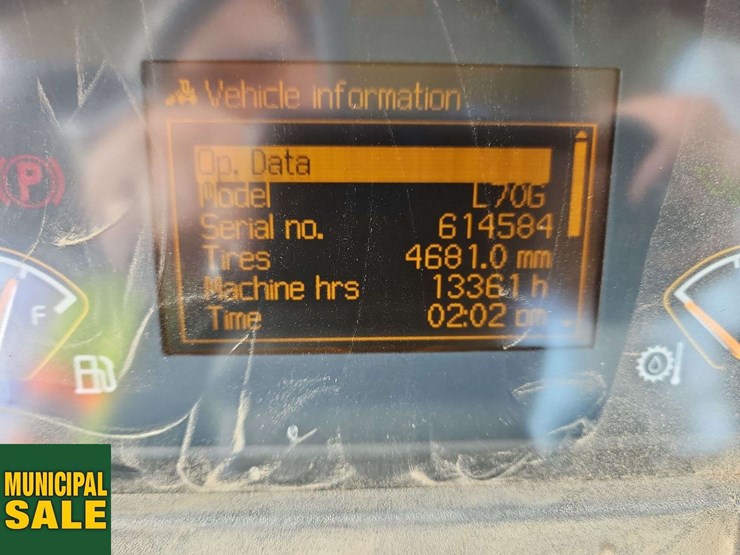 Vehicle information
Op. Data
Model L70G
Serial no. 614584
Tires 4681.0 mm
Machine hrs 13361 h
Time 02:02 pm
P
F
MUNICIPAL
SALE